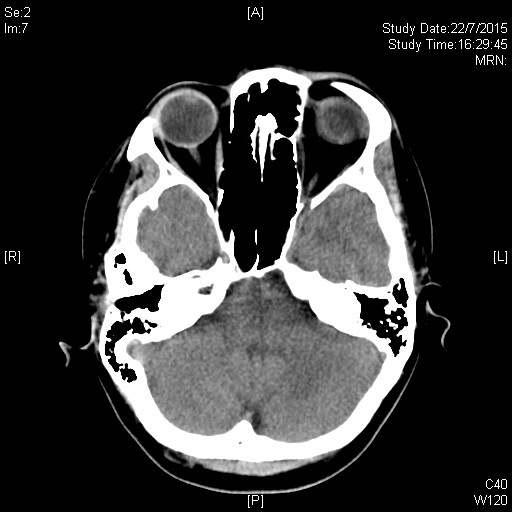 Se:2
Im:7
[A]
Study Date:22/7/2015
Study Time:16:29:45
MRN:
[R]
[L]
[P]
C40
W120